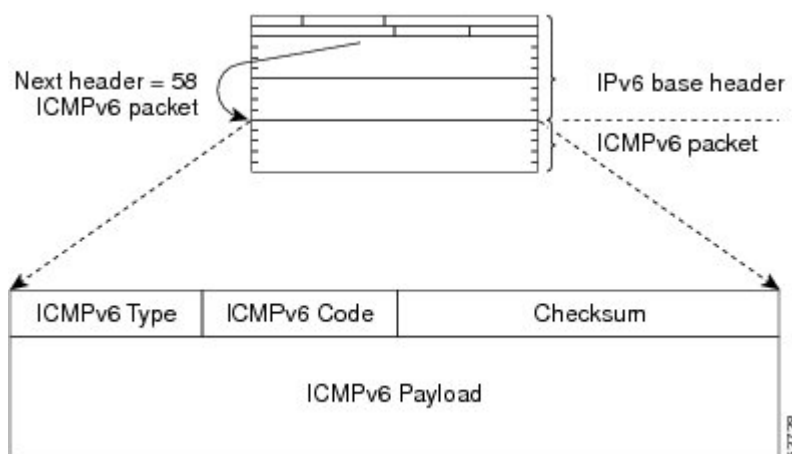 Next header = 58
ICMPv6 packet
IPv6 base header
ICMPv6 packet
ICMPv6 Type
ICMPv6 Code
Checksum
ICMPv6 Payload